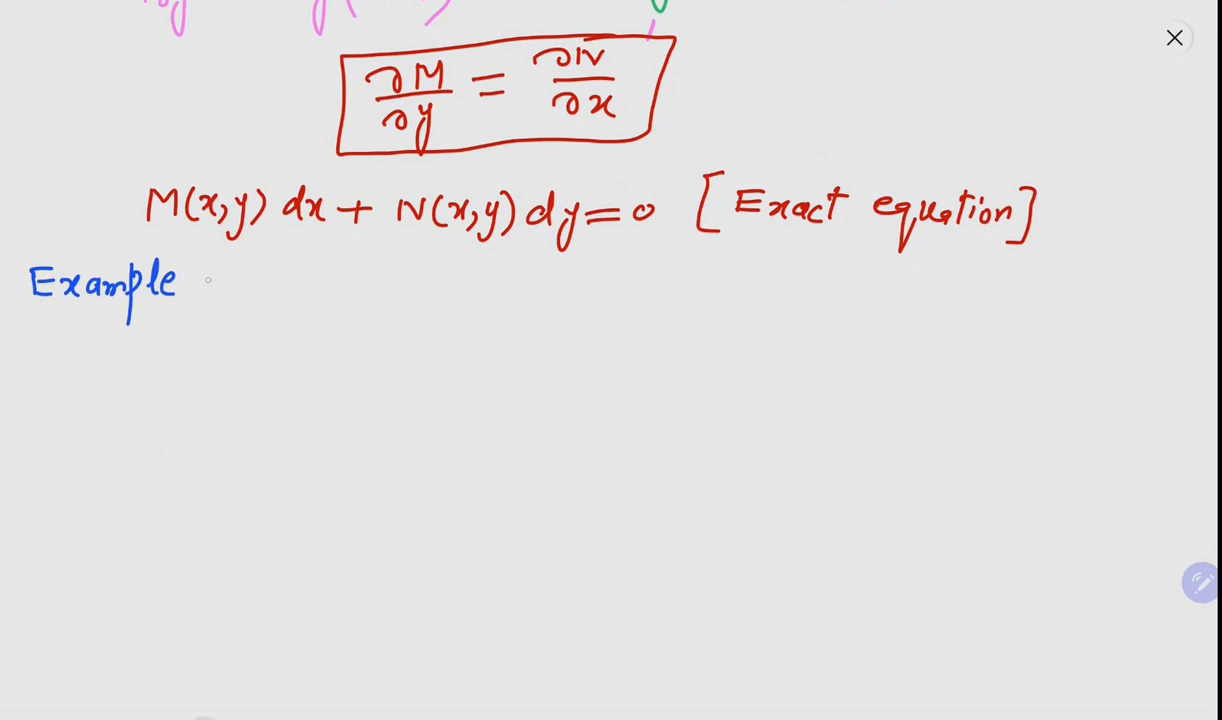 ∂M/∂y = ∂N/∂x
M(x,y) dx + N(x,y) dy = 0 [Exact equation]
Example